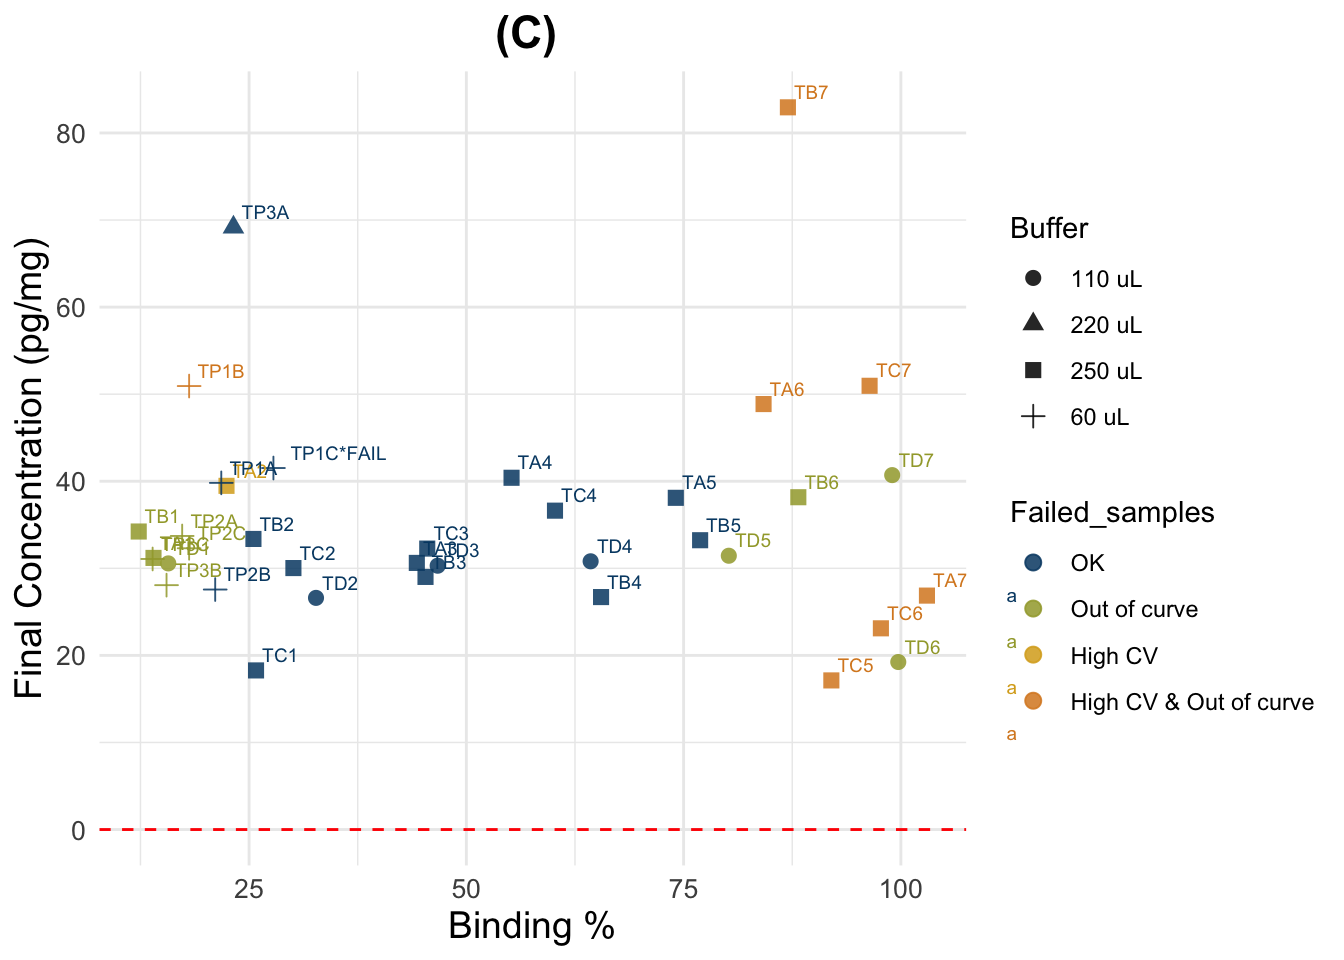 (C)
Final Concentration (pg/mg)
80
60
40
20
0
TB7
TP3A
TP1B
TC7
TA6
TP1C*FAIL
TP1A
TA2
TA4
TD7
TC4
TA5
TB6
TB1
TP2A
TB2
TP2C
TC3
TB5
TD3
TD5
TC2
TD4
TP3B
TP2B
TD2
TB4
TA7
TC6
TC1
TD6
TC5
25
50
75
100
Binding %
Buffer
110 uL
220 uL
250 uL
60 uL
Failed_samples
OK
a
Out of curve
a
High CV
a
High CV & Out of curve
a